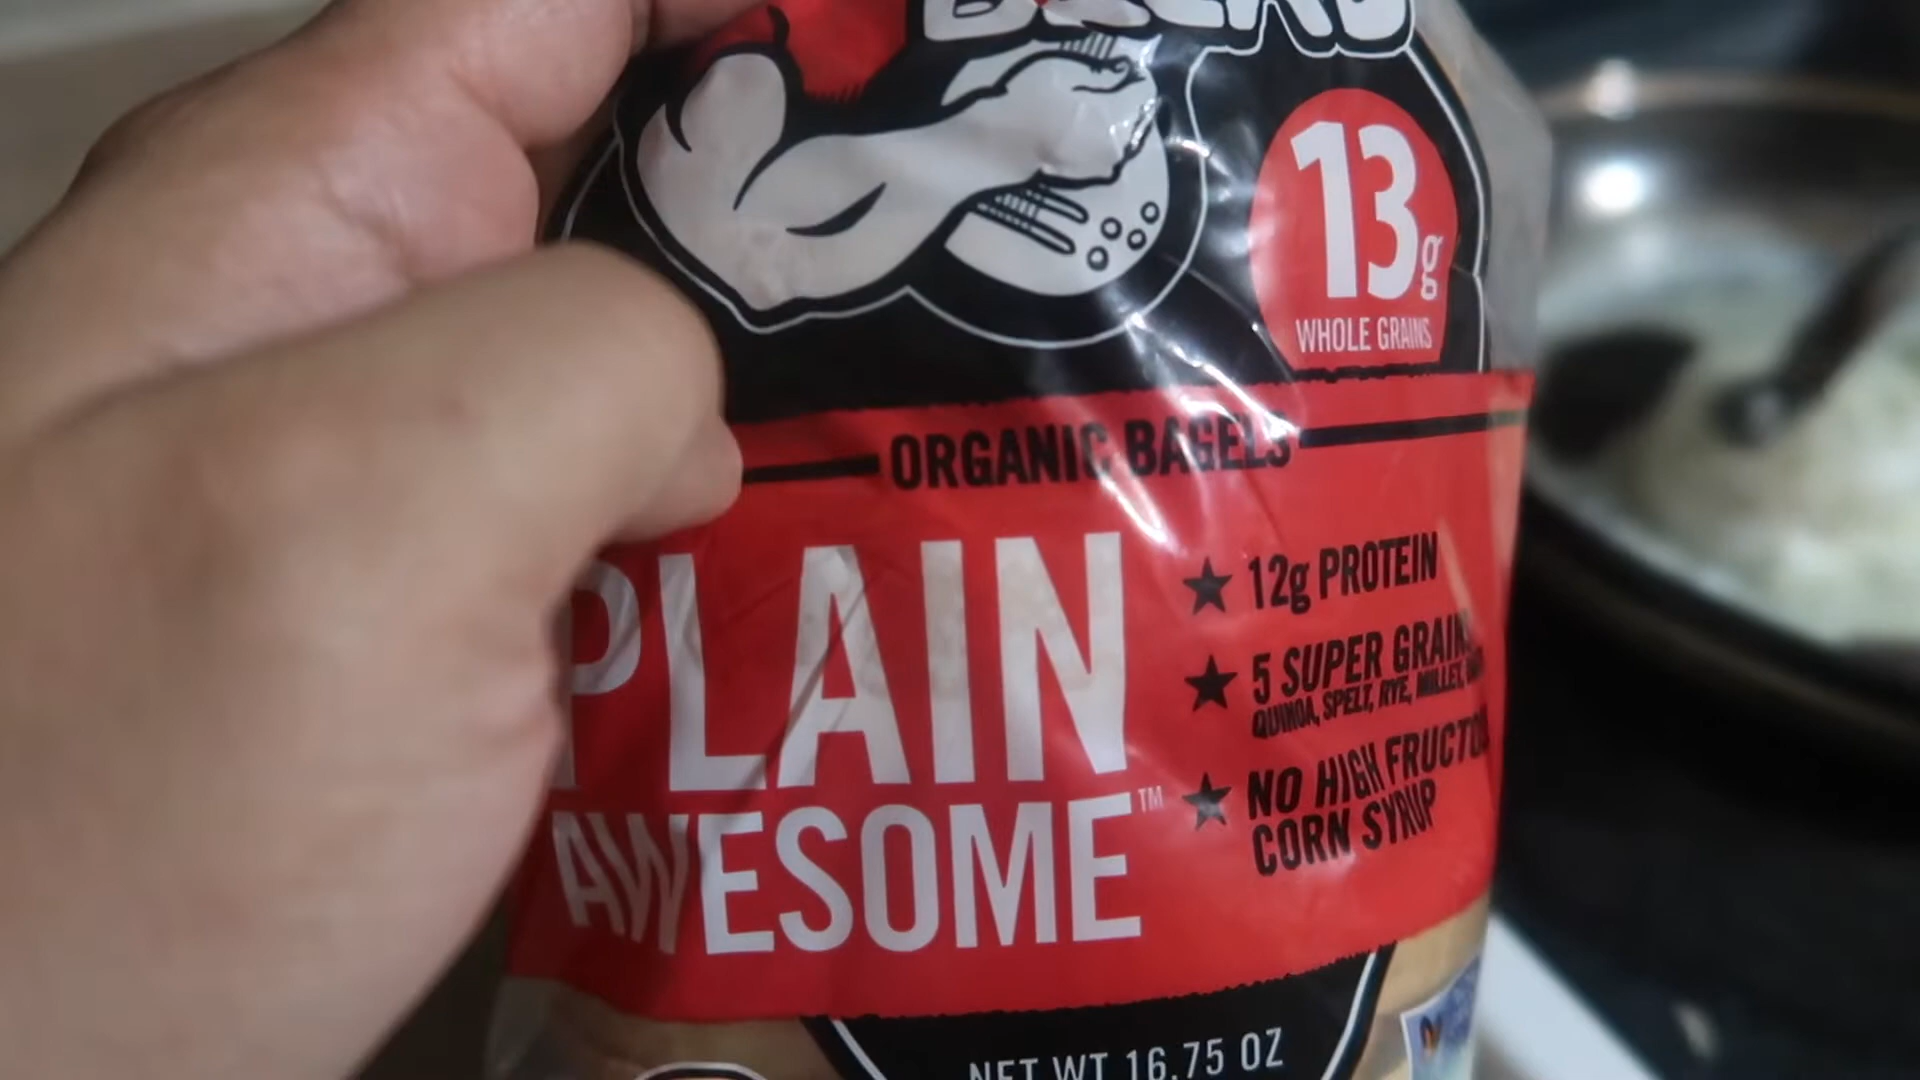 13g
WHOLE GRAINS
ORGANIC BAGELS
PLAIN
AWESOME™
★ 12g PROTEIN
★ 5 SUPER GRAINS
QUINOA, SPELT, RYE, MILLET,
★ NO HIGH FRUCTO
CORN SYRUP
NET WT 16.75 OZ